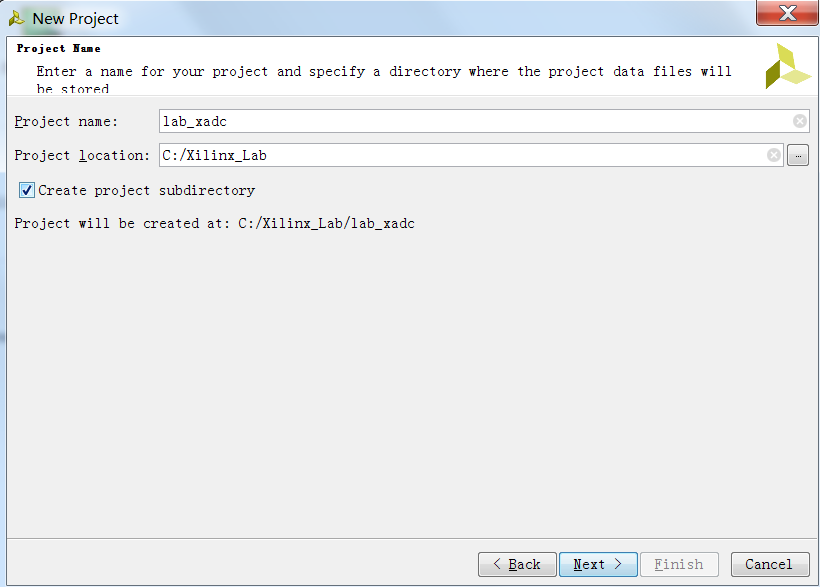 New Project
Project Name
Enter a name for your project and specify a directory where the project data files will
be stored
Project name: lab_xadc
Project location: C:/Xilinx_Lab ...
Create project subdirectory
Project will be created at: C:/Xilinx_Lab/lab_xadc
< Back Next > Finish Cancel